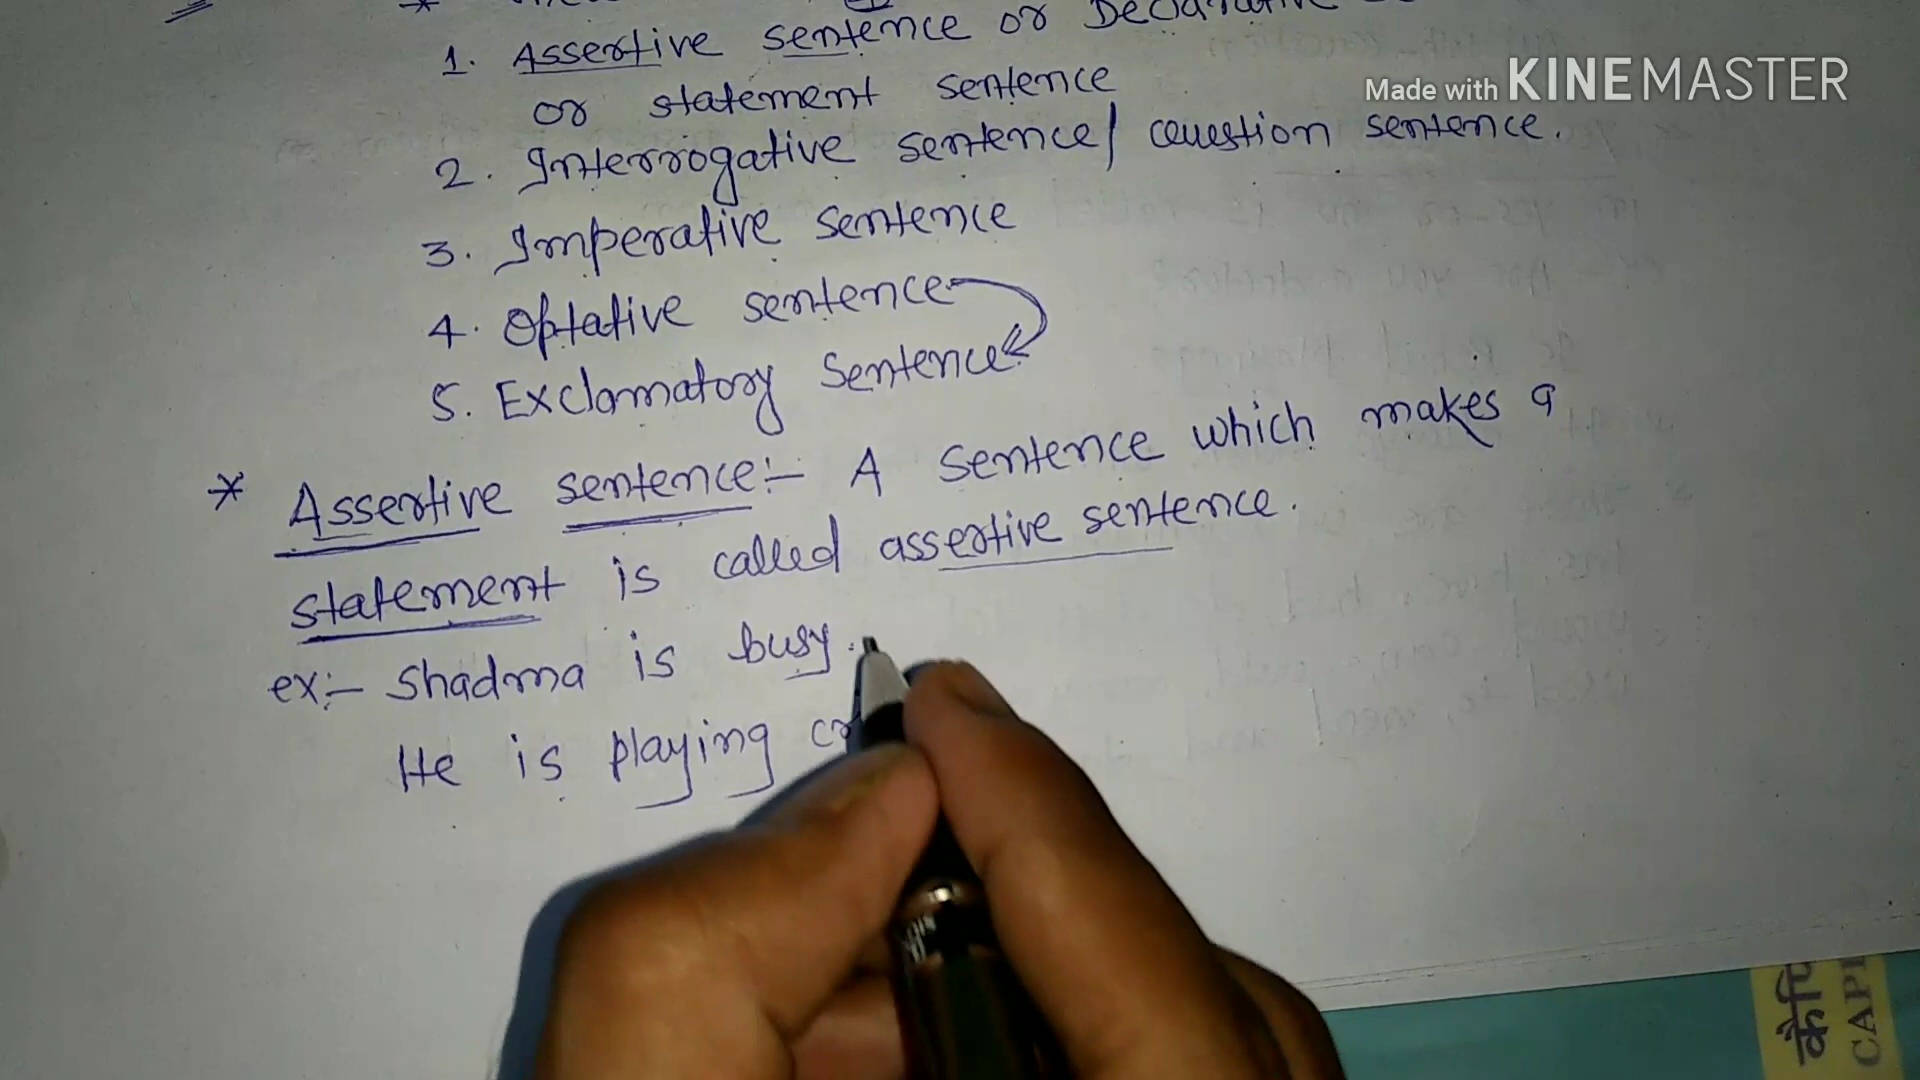 1. Assertive sentence or Declarative
or statement sentence
2. Interrogative sentence/ Question sentence.
3. Imperative sentence
4. Optative sentence
5. Exclamatory Sentence
* Assertive sentence:- A sentence which makes a
statement is called assertive sentence.
ex:- Shadma is busy.
He is playing
Made with KINEMASTER